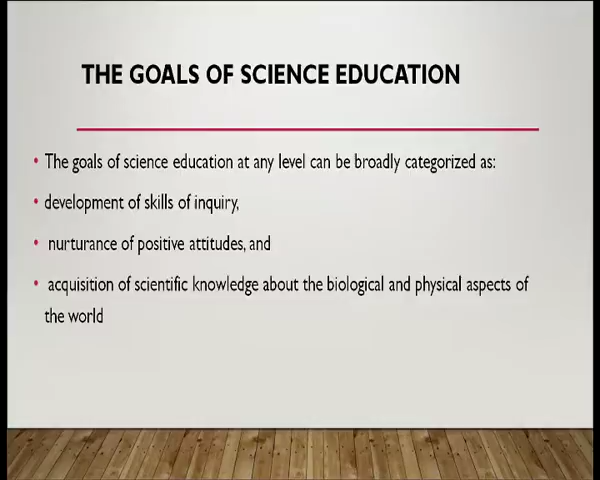 THE GOALS OF SCIENCE EDUCATION
• The goals of science education at any level can be broadly categorized as:
• development of skills of inquiry,
• nurturance of positive attitudes, and
• acquisition of scientific knowledge about the biological and physical aspects of
the world